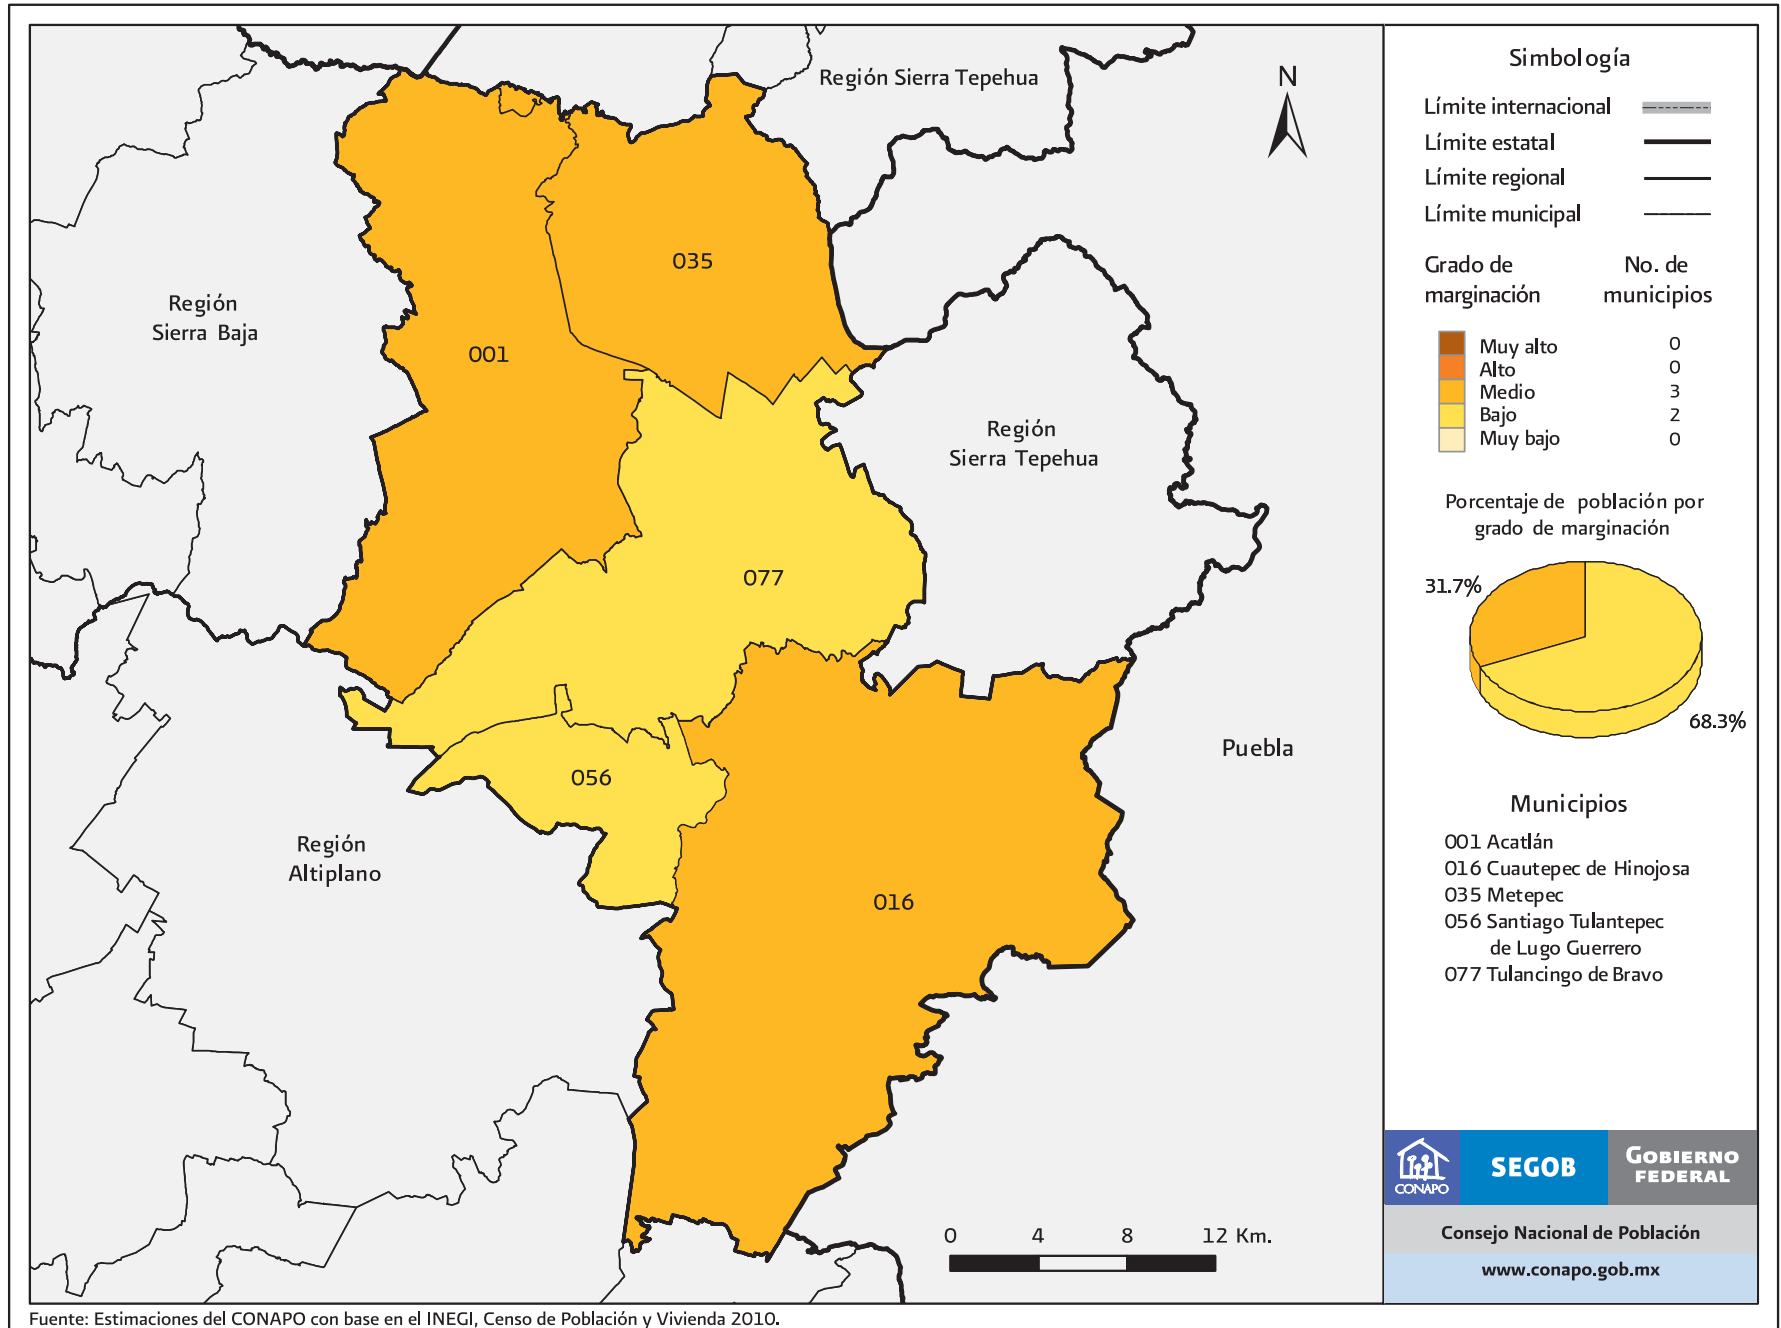 Región Sierra Tepehua
N
035
Región
Sierra Baja
001
Región
Sierra Tepehua
077
Puebla
056
Región
Altiplano
016
0 4 8 12 Km.
Simbología
Límite internacional
Límite estatal
Límite regional
Límite municipal
Grado de marginación
No. de municipios
Muy alto 0
Alto 0
Medio 3
Bajo 2
Muy bajo 0
Porcentaje de población por
grado de marginación
31.7%
68.3%
Municipios
001 Acatlán
016 Cuautepec de Hinojosa
035 Metepec
056 Santiago Tulantepec
de Lugo Guerrero
077 Tulancingo de Bravo
CONAPO
SEGOB
GOBIERNO
FEDERAL
Consejo Nacional de Población
www.conapo.gob.mx
Fuente: Estimaciones del CONAPO con base en el INEGI, Censo de Población y Vivienda 2010.